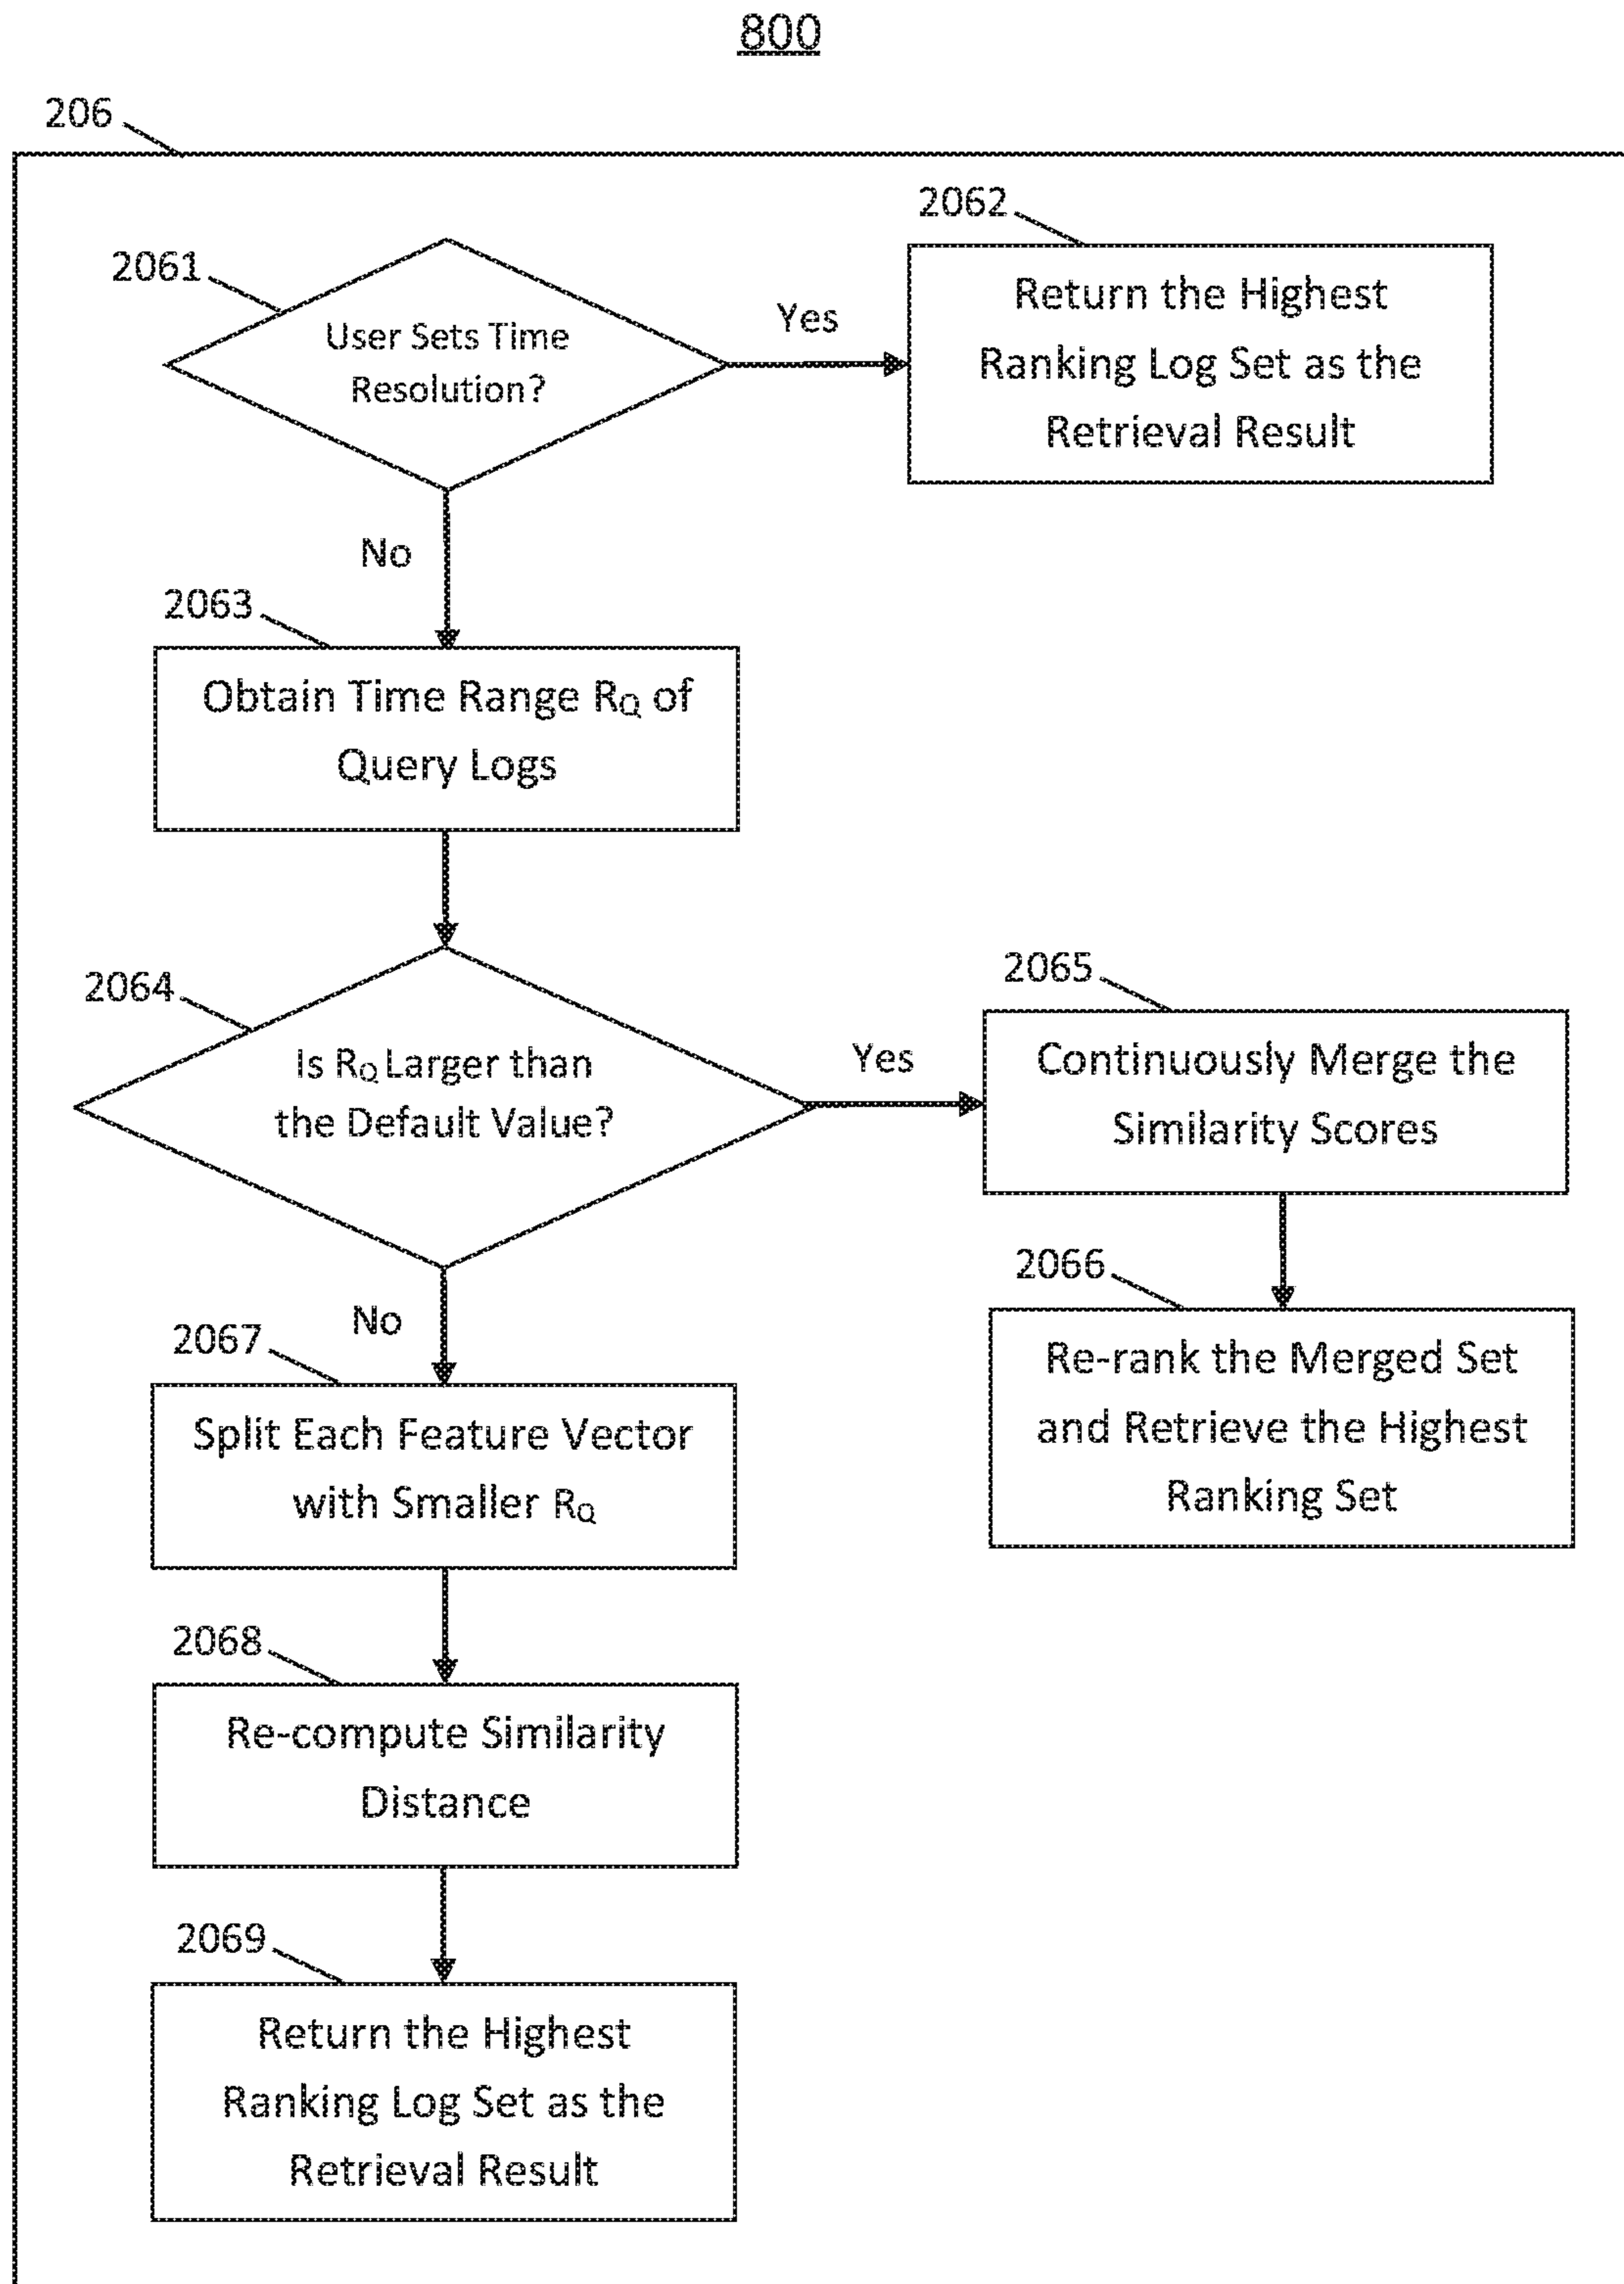 800
206
2062
Return the Highest
Ranking Log Set as the
Retrieval Result
2061
User Sets Time
Resolution?
Yes
No
2063
Obtain Time Range RQ of
Query Logs
2064
Is RQ Larger than
the Default Value?
Yes
2065
Continuously Merge the
Similarity Scores
2066
Re-rank the Merged Set
and Retrieve the Highest
Ranking Set
No
2067
Split Each Feature Vector
with Smaller RQ
2068
Re-compute Similarity
Distance
2069
Return the Highest
Ranking Log Set as the
Retrieval Result